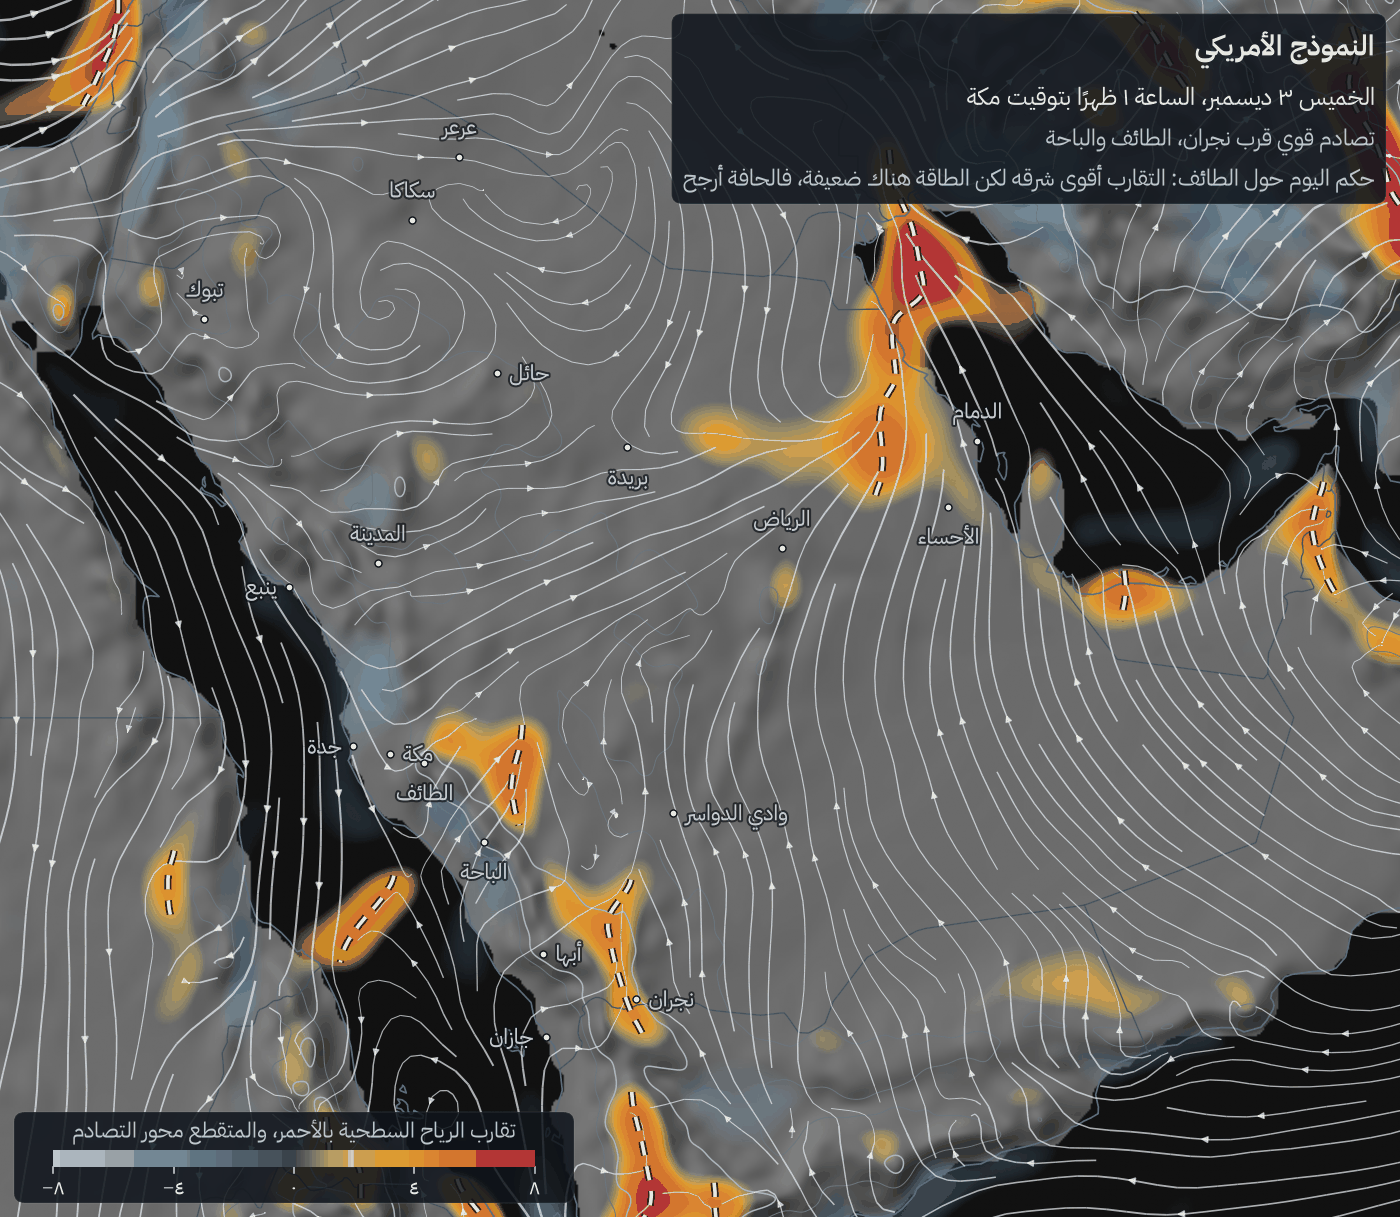 النموذج الأمريكي
الخميس ٣ ديسمبر، الساعة ١ ظهرًا بتوقيت مكة
تصادم قوي قرب نجران، الطائف والباحة
حكم اليوم حول الطائف: التقارب أقوى شرقه لكن الطاقة هناك ضعيفة، فالحافة أرجح
عرعر
سكاكا
تبوك
حائل
الدمام
بريدة
الرياض
الأحساء
المدينة
ينبع
جدة
مكة
الطائف
وادي الدواسر
الباحة
أبها
نجران
جازان
تقارب الرياح السطحية بالأحمر، والمتقطع محور التصادم
−٨ −٤ ٠ ٤ ٨